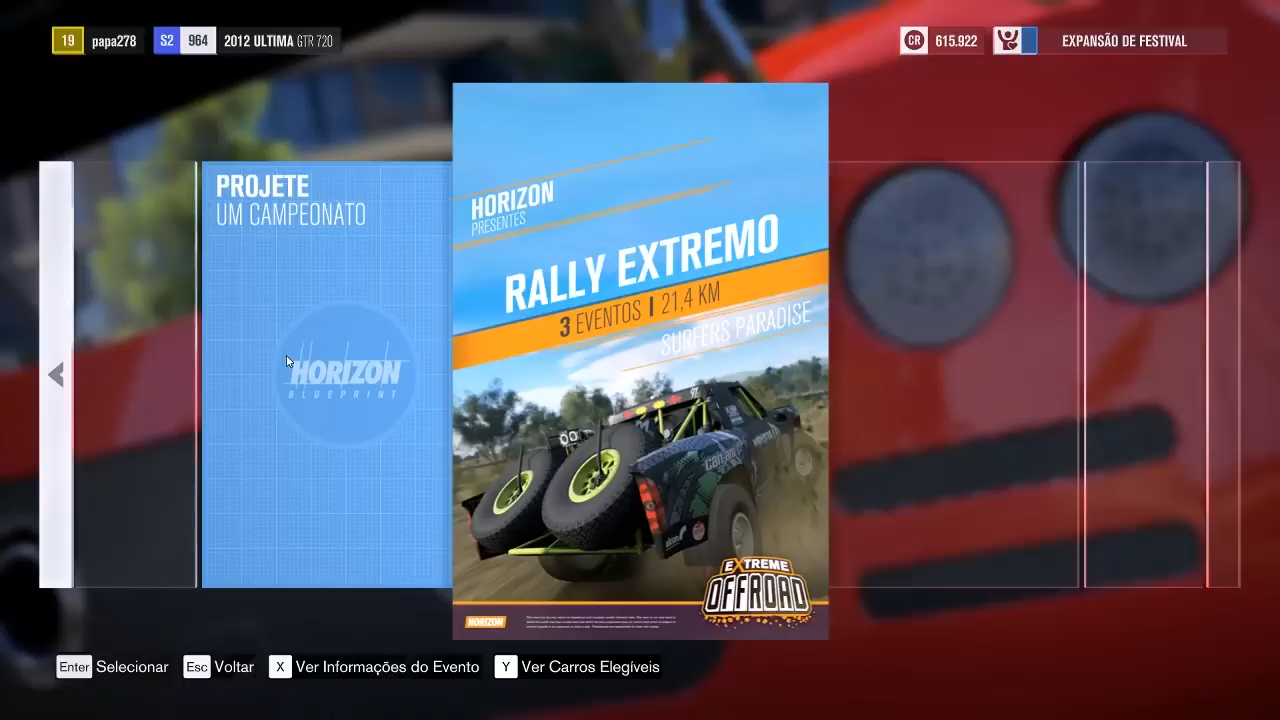 19 papa278 S2 964 2012 ULTIMA GTR 720
CR 615.922 EXPANSÃO DE FESTIVAL
PROJETE
UM CAMPEONATO
HORIZON
BLUEPRINT
HORIZON
PRESENTES
RALLY EXTREMO
3 EVENTOS | 21,4 KM
SURFERS PARADISE
EXTREME
OFFROAD
HORIZON
Enter Selecionar Esc Voltar X Ver Informações do Evento Y Ver Carros Elegíveis